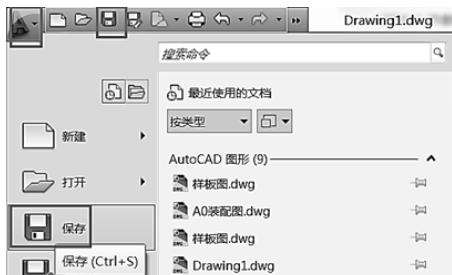 Drawing1.dwg
搜索命令
最近使用的文档
按类型
新建
打开
保存
保存 (Ctrl+S)
AutoCAD 图形 (9)
样板图.dwg
A0装配图.dwg
样板图.dwg
Drawing1.dwg